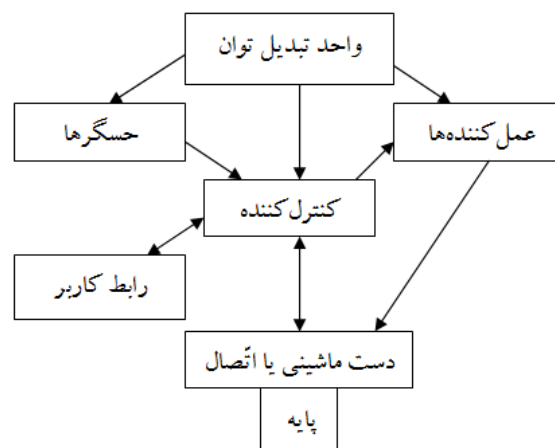 واحد تبدیل توان
حسگرها
عمل‌کننده‌ها
کنترل‌کننده
رابط کاربر
دست ماشینی یا اتّصال
پایه